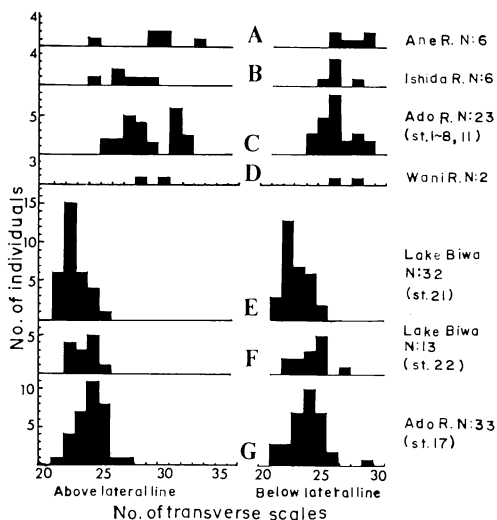 4
A
Ane R. N:6
4
B
Ishida R. N:6
5
C
Ado R. N:23
(st.1~8, 11)
3
D
Wani R. N:2
15
10
5
E
Lake Biwa
N:32
(st.21)
5
F
Lake Biwa
N:13
(st.22)
10
5
G
Ado R. N:33
(st.17)
No. of individuals
20 25 30 35 20 25 30
Above lateral line Below lateral line
No. of transverse scales